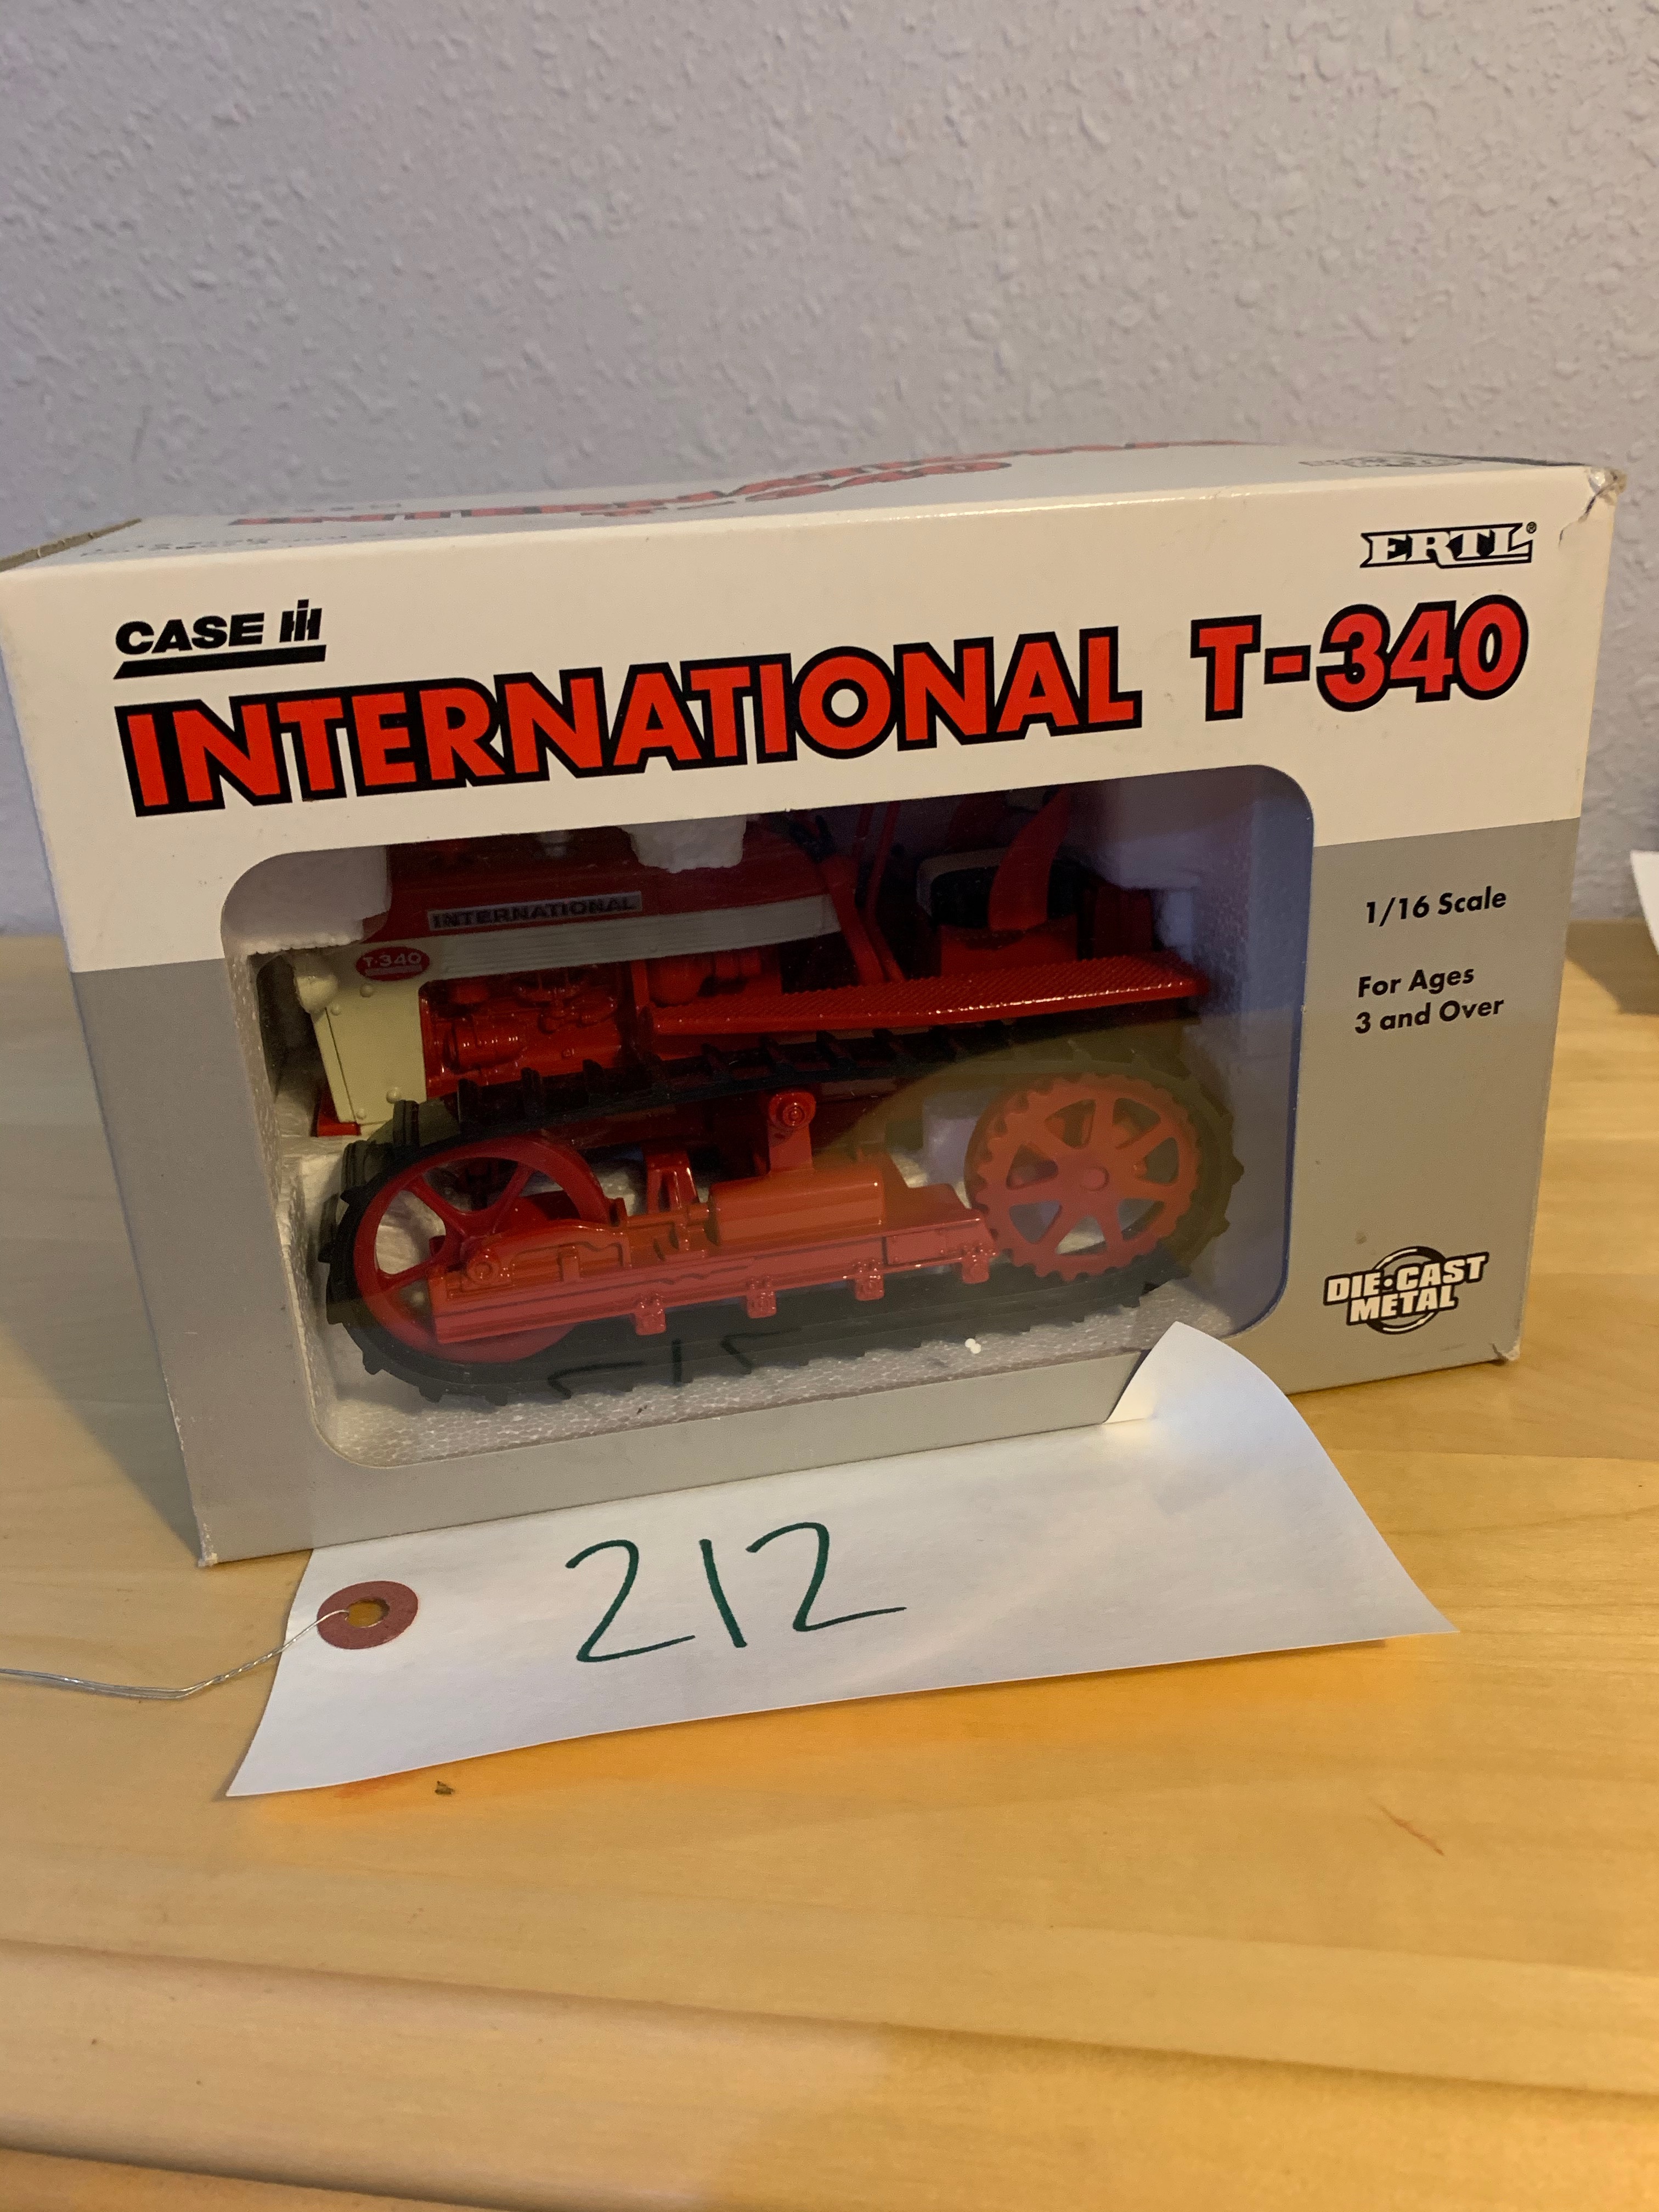 ERTL®
CASE IH
INTERNATIONAL T-340
INTERNATIONAL
T-340
1/16 Scale
For Ages
3 and Over
DIE·CAST
METAL
212